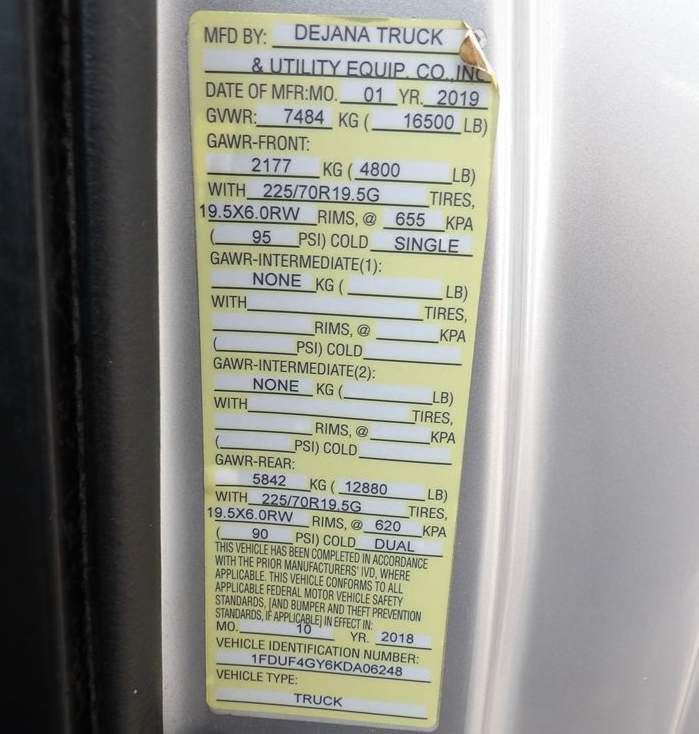 MFD BY: DEJANA TRUCK
& UTILITY EQUIP. CO.,INC
DATE OF MFR:MO. 01 YR. 2019
GVWR: 7484 KG ( 16500 LB)
GAWR-FRONT:
2177 KG ( 4800 LB)
WITH 225/70R19.5G TIRES,
19.5X6.0RW RIMS, @ 655 KPA
( 95 PSI) COLD SINGLE
GAWR-INTERMEDIATE(1):
NONE KG ( LB)
WITH TIRES,
RIMS, @ KPA
( PSI) COLD
GAWR-INTERMEDIATE(2):
NONE KG ( LB)
WITH TIRES,
RIMS, @ KPA
( PSI) COLD
GAWR-REAR:
5842 KG ( 12880 LB)
WITH 225/70R19.5G TIRES,
19.5X6.0RW RIMS, @ 620 KPA
( 90 PSI) COLD DUAL
THIS VEHICLE HAS BEEN COMPLETED IN ACCORDANCE
WITH THE PRIOR MANUFACTURERS' IVD, WHERE
APPLICABLE. THIS VEHICLE CONFORMS TO ALL
APPLICABLE FEDERAL MOTOR VEHICLE SAFETY
STANDARDS, [AND BUMPER AND THEFT PREVENTION
STANDARDS, IF APPLICABLE] IN EFFECT IN:
MO. 10 YR. 2018
VEHICLE IDENTIFICATION NUMBER:
1FDUF4GY6KDA06248
VEHICLE TYPE:
TRUCK